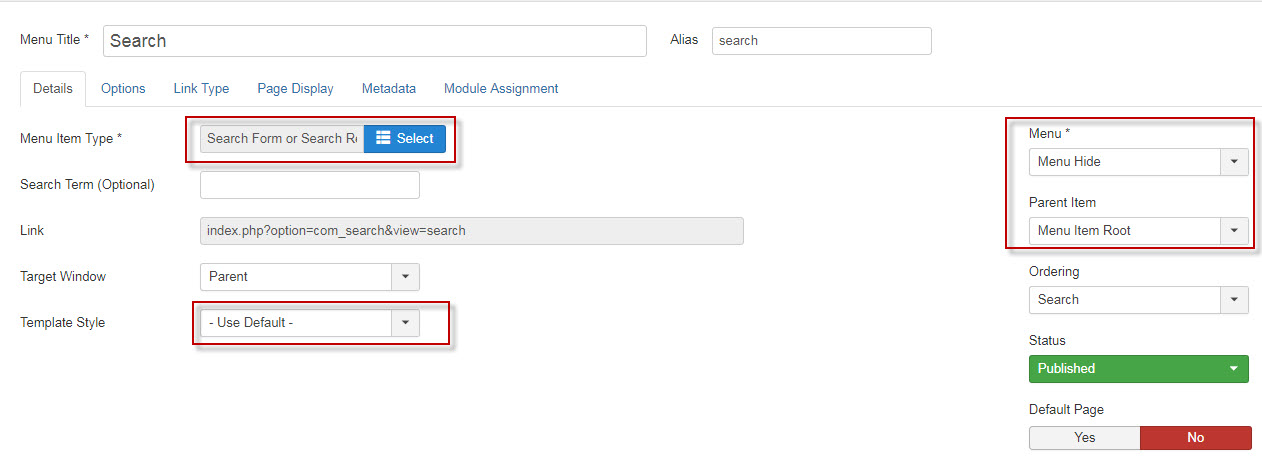 Menu Title * Search Alias search
Details Options Link Type Page Display Metadata Module Assignment
Menu Item Type * Search Form or Search Re Select
Search Term (Optional)
Link index.php?option=com_search&view=search
Target Window Parent
Template Style - Use Default -
Menu *
Menu Hide
Parent Item
Menu Item Root
Ordering
Search
Status
Published
Default Page
Yes No